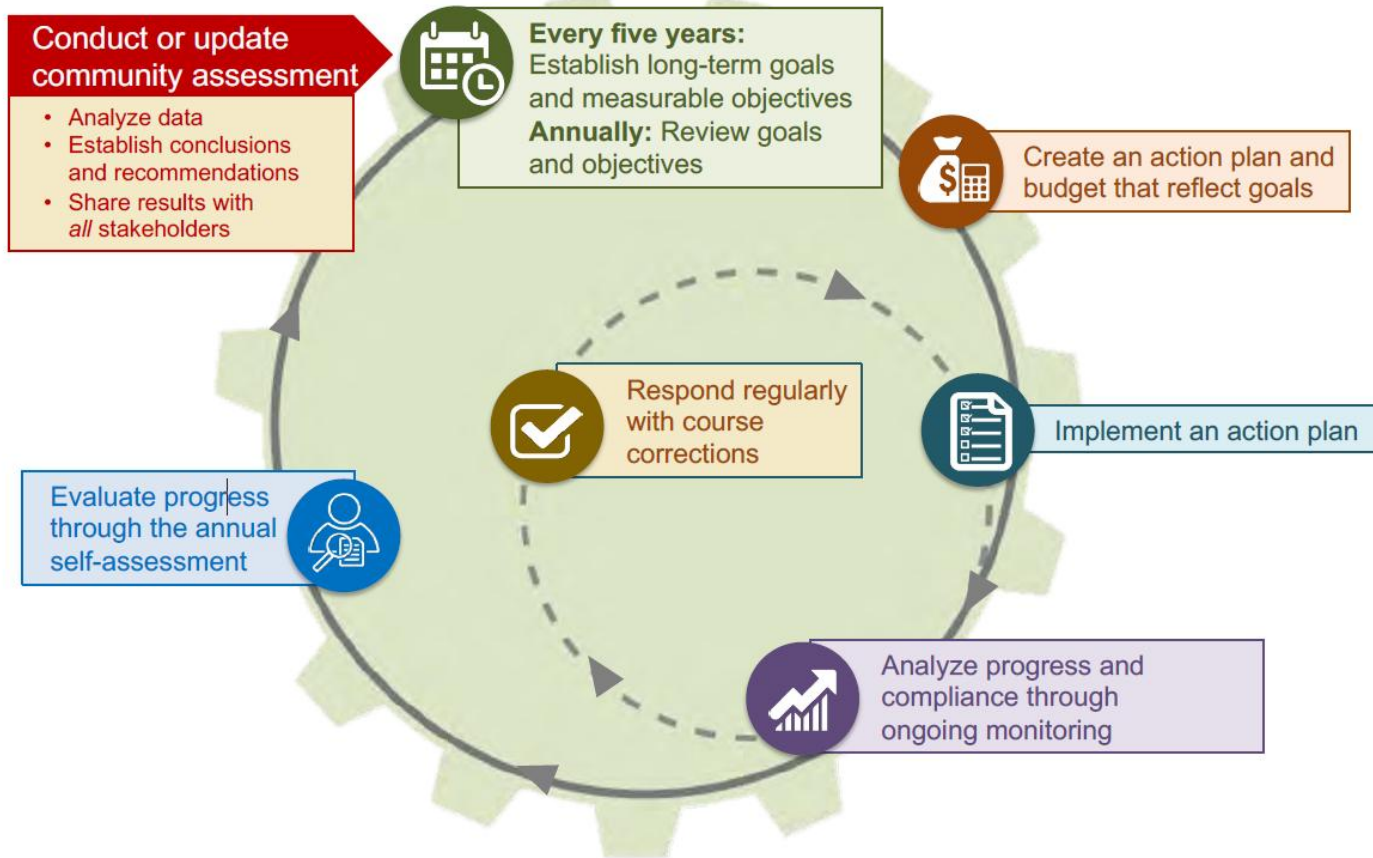 Conduct or update
community assessment
• Analyze data
• Establish conclusions
and recommendations
• Share results with
all stakeholders
Every five years:
Establish long-term goals
and measurable objectives
Annually: Review goals
and objectives
$
Create an action plan and
budget that reflect goals
Implement an action plan
Respond regularly
with course
corrections
Analyze progress and
compliance through
ongoing monitoring
Evaluate progress
through the annual
self-assessment